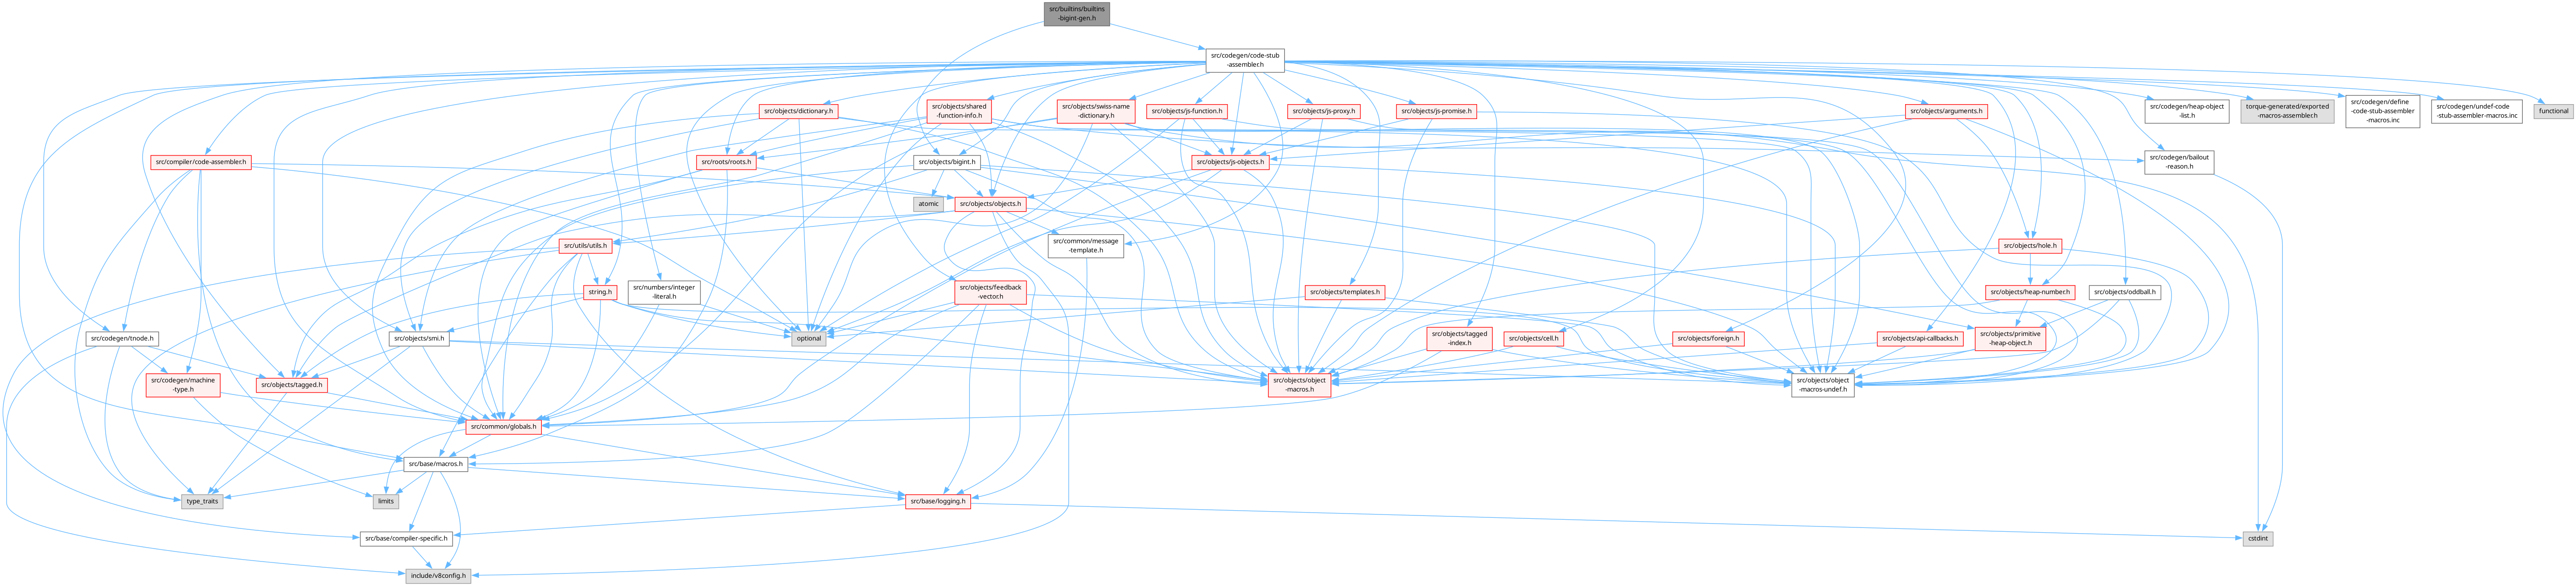 src/builtins/builtins
-bigint-gen.h
src/codegen/code-stub
-assembler.h
src/objects/dictionary.h
src/objects/shared
-function-info.h
src/objects/swiss-name
-dictionary.h
src/objects/js-function.h
src/objects/js-proxy.h
src/objects/js-promise.h
src/objects/arguments.h
src/codegen/heap-object
-list.h
torque-generated/exported
-macros-assembler.h
src/codegen/define
-code-stub-assembler
-macros.inc
src/codegen/undef-code
-stub-assembler-macros.inc
functional
src/compiler/code-assembler.h
src/roots/roots.h
src/objects/bigint.h
src/objects/js-objects.h
src/codegen/bailout
-reason.h
atomic
src/objects/objects.h
src/utils/utils.h
src/common/message
-template.h
src/objects/hole.h
string.h
src/numbers/integer
-literal.h
src/objects/feedback
-vector.h
src/objects/templates.h
src/objects/heap-number.h
src/objects/oddball.h
src/codegen/tnode.h
src/objects/smi.h
optional
src/objects/tagged
-index.h
src/objects/cell.h
src/objects/foreign.h
src/objects/api-callbacks.h
src/objects/primitive
-heap-object.h
src/codegen/machine
-type.h
src/objects/tagged.h
src/objects/object
-macros.h
src/objects/object
-macros-undef.h
src/common/globals.h
src/base/macros.h
type_traits
limits
src/base/logging.h
src/base/compiler-specific.h
cstdint
include/v8config.h